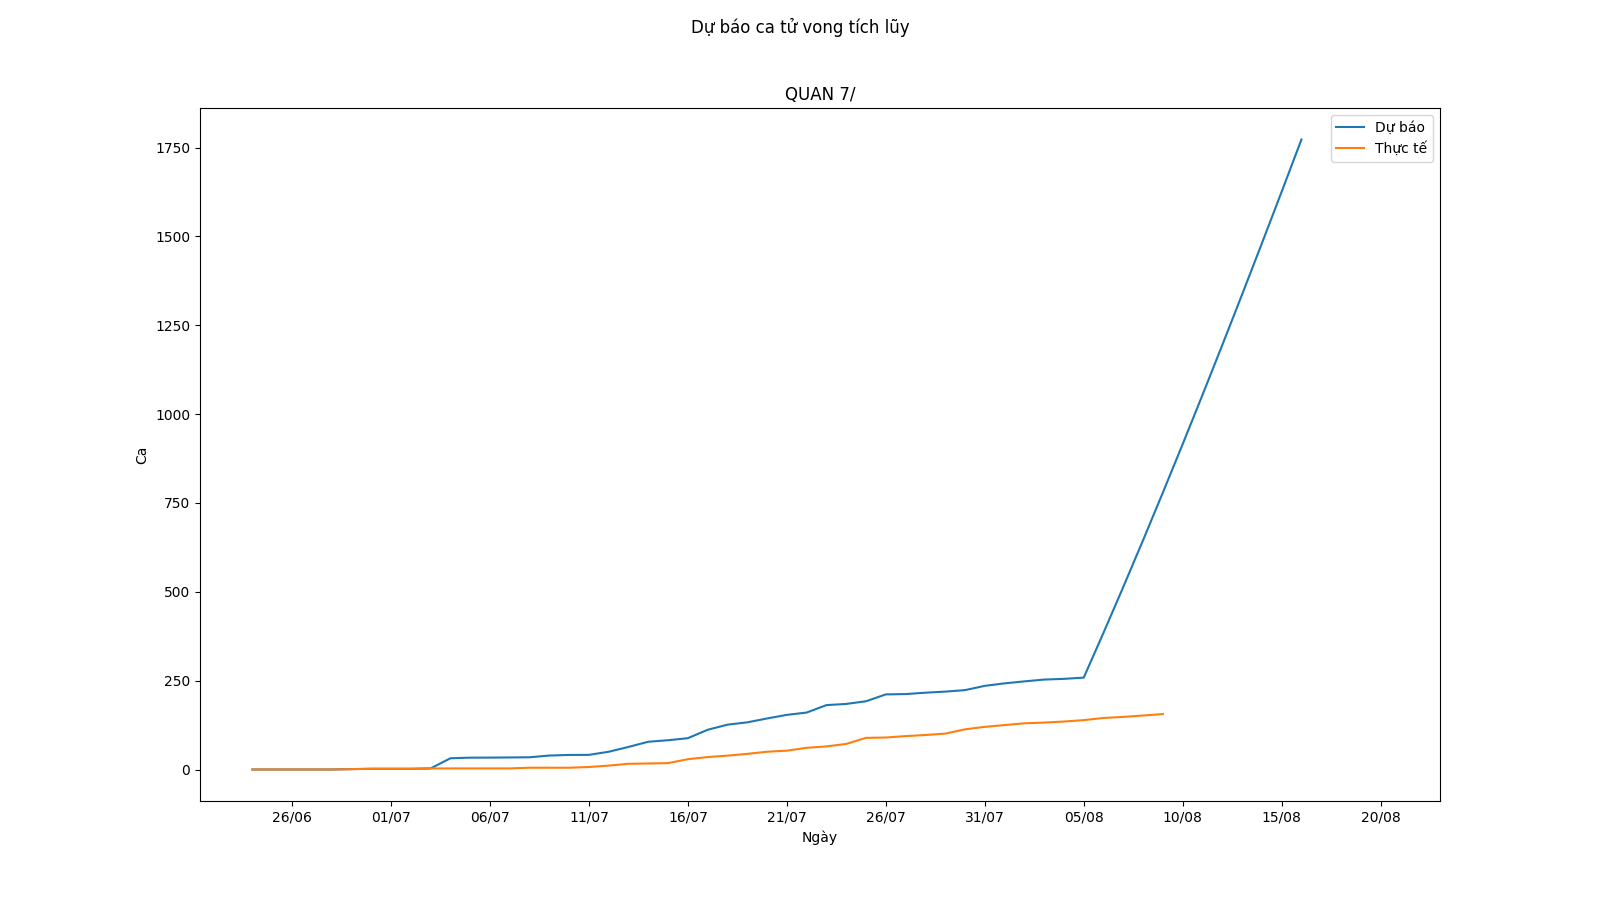 Dự báo ca tử vong tích lũy
QUAN 7/
Dự báo
Thực tế
1750
1500
1250
1000
750
500
250
0
Ca
26/06 01/07 06/07 11/07 16/07 21/07 26/07 31/07 05/08 10/08 15/08 20/08
Ngày